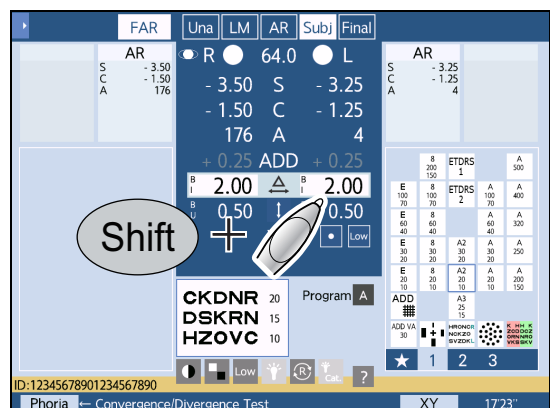 FAR
Una LM AR Subj Final
AR
S - 3.50
C - 1.50
A 176
R 64.0 L
- 3.50 S - 3.25
- 1.50 C - 1.25
176 A 4
+ 0.25 ADD + 0.25
B I 2.00 B I 2.00
B U 0.50 0.50
Low
AR
S - 3.25
C - 1.25
A 4
Shift +
8 200 150 ETDRS 1 A 500
E 100 70 8 100 70 ETDRS 2 A 100 70 A 400
E 60 40 8 60 40 A 60 40 A 320
E 30 20 8 30 20 A2 30 20 A 30 20 A 250
E 20 10 8 20 10 A2 20 10 A 20 10 A 200 150
ADD A3 25 15
ADD VA 30 HRONCR NCKZO SVZDKL K HH K ZCDOOZ ORNNRO VKSSKV
★ 1 2 3
CKDNR 20
DSKRN 15
HZOVC 10
Program A
Low R Cat. ?
ID:12345678901234567890
Phoria ← Convergence/Divergence Test XY 17'23"